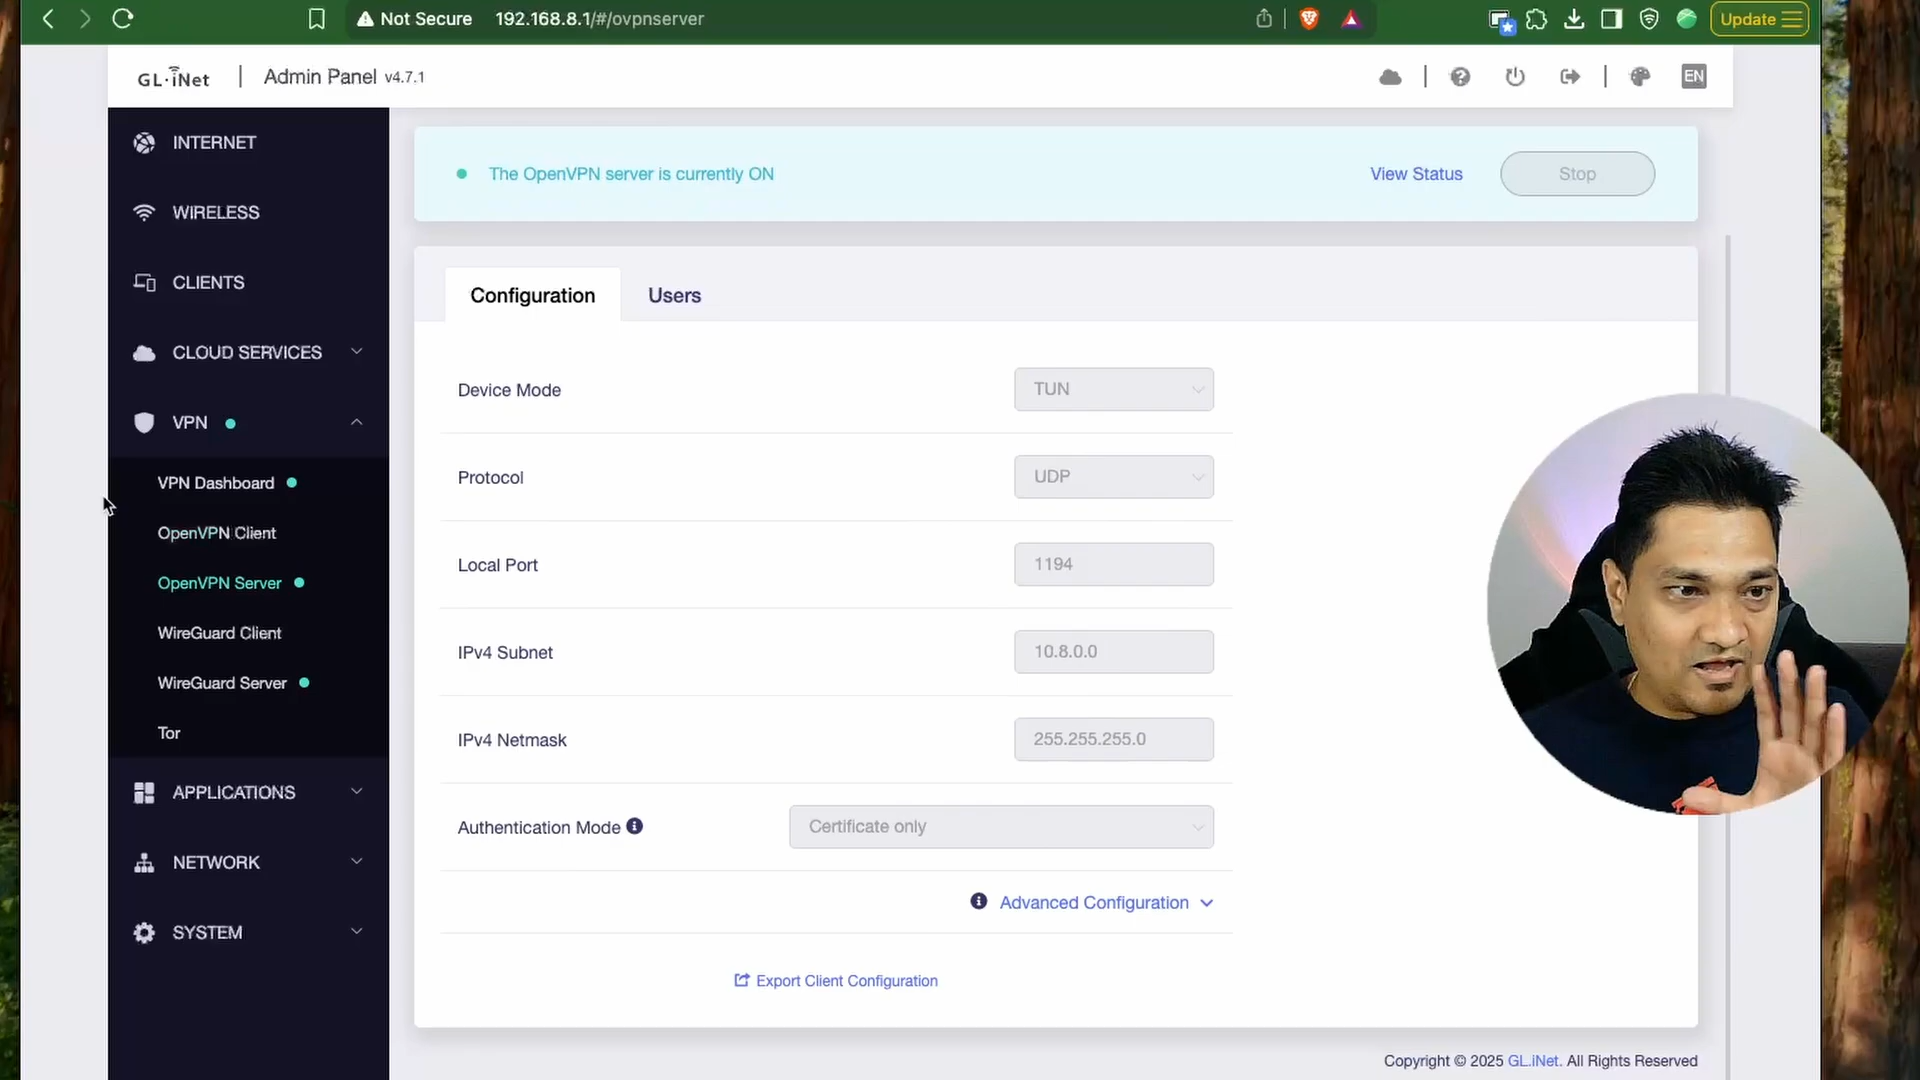 Not Secure 192.168.8.1/#/ovpnserver
Update
GL·iNet | Admin Panel v4.7.1
EN
INTERNET
WIRELESS
CLIENTS
CLOUD SERVICES
VPN
VPN Dashboard
OpenVPN Client
OpenVPN Server
WireGuard Client
WireGuard Server
Tor
APPLICATIONS
NETWORK
SYSTEM
The OpenVPN server is currently ON
View Status
Stop
Configuration
Users
Device Mode
TUN
Protocol
UDP
Local Port
1194
IPv4 Subnet
10.8.0.0
IPv4 Netmask
255.255.255.0
Authentication Mode
Certificate only
Advanced Configuration
Export Client Configuration
Copyright © 2025 GL.iNet. All Rights Reserved